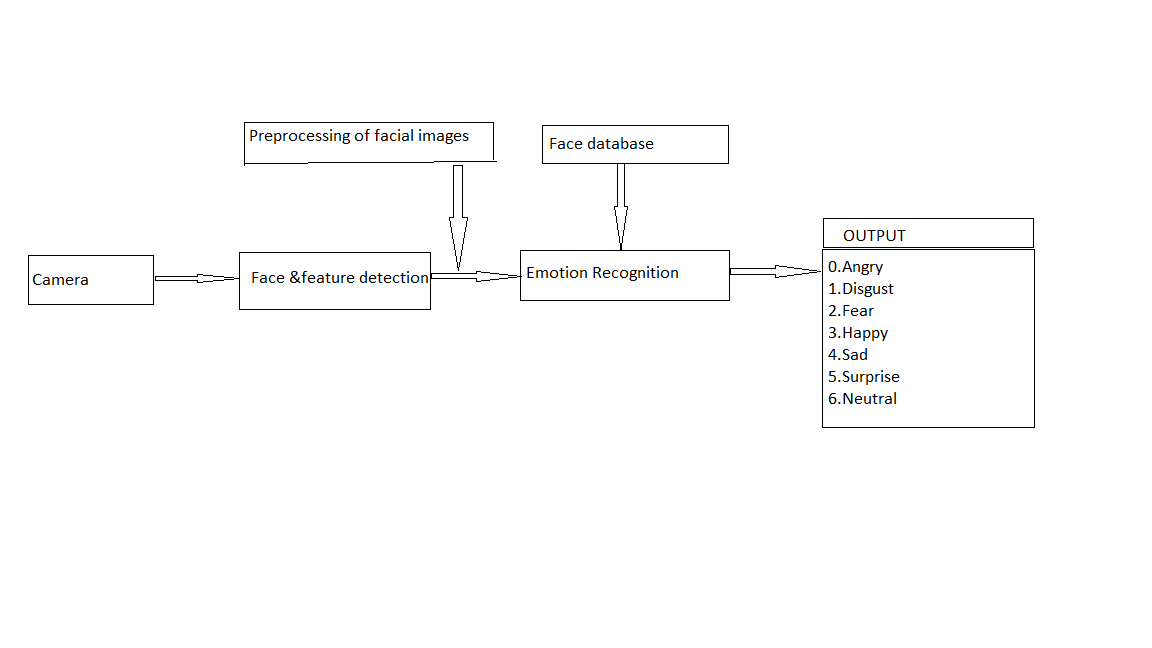 Preprocessing of facial images
Face database
Camera
Face &feature detection
Emotion Recognition
OUTPUT
0.Angry
1.Disgust
2.Fear
3.Happy
4.Sad
5.Surprise
6.Neutral